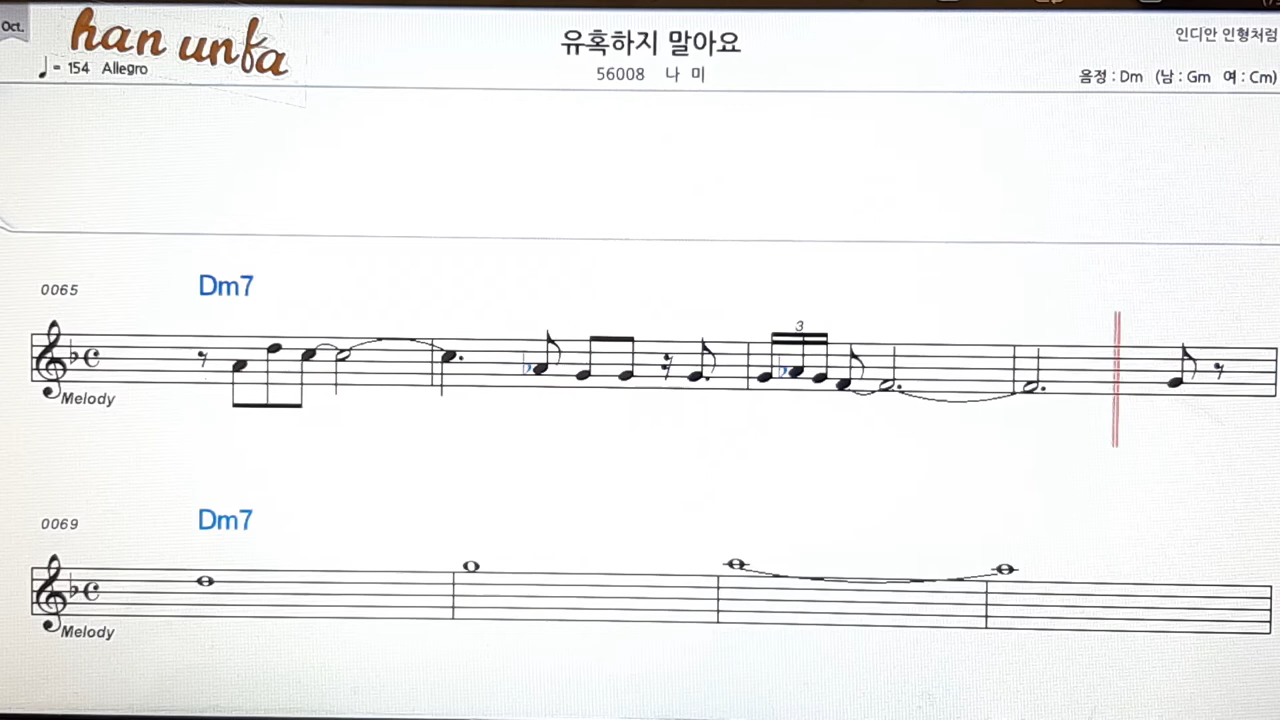 Oct.
han unfa
♩= 154 Allegro
유혹하지 말아요
56008 나 미
인디안 인형처럼
음정 : Dm (남 : Gm 여 : Cm)
0065
Dm7
3
Melody
0069
Dm7
Melody